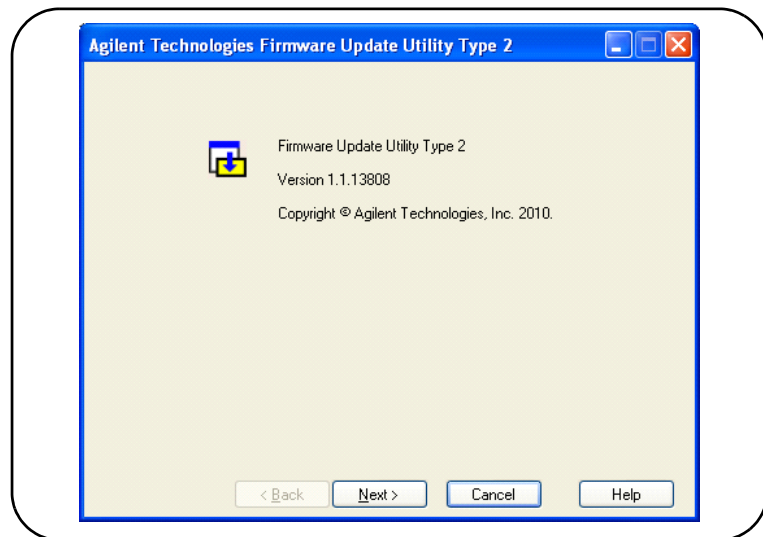 Agilent Technologies Firmware Update Utility Type 2
Firmware Update Utility Type 2
Version 1.1.13808
Copyright © Agilent Technologies, Inc. 2010.
< Back Next > Cancel Help